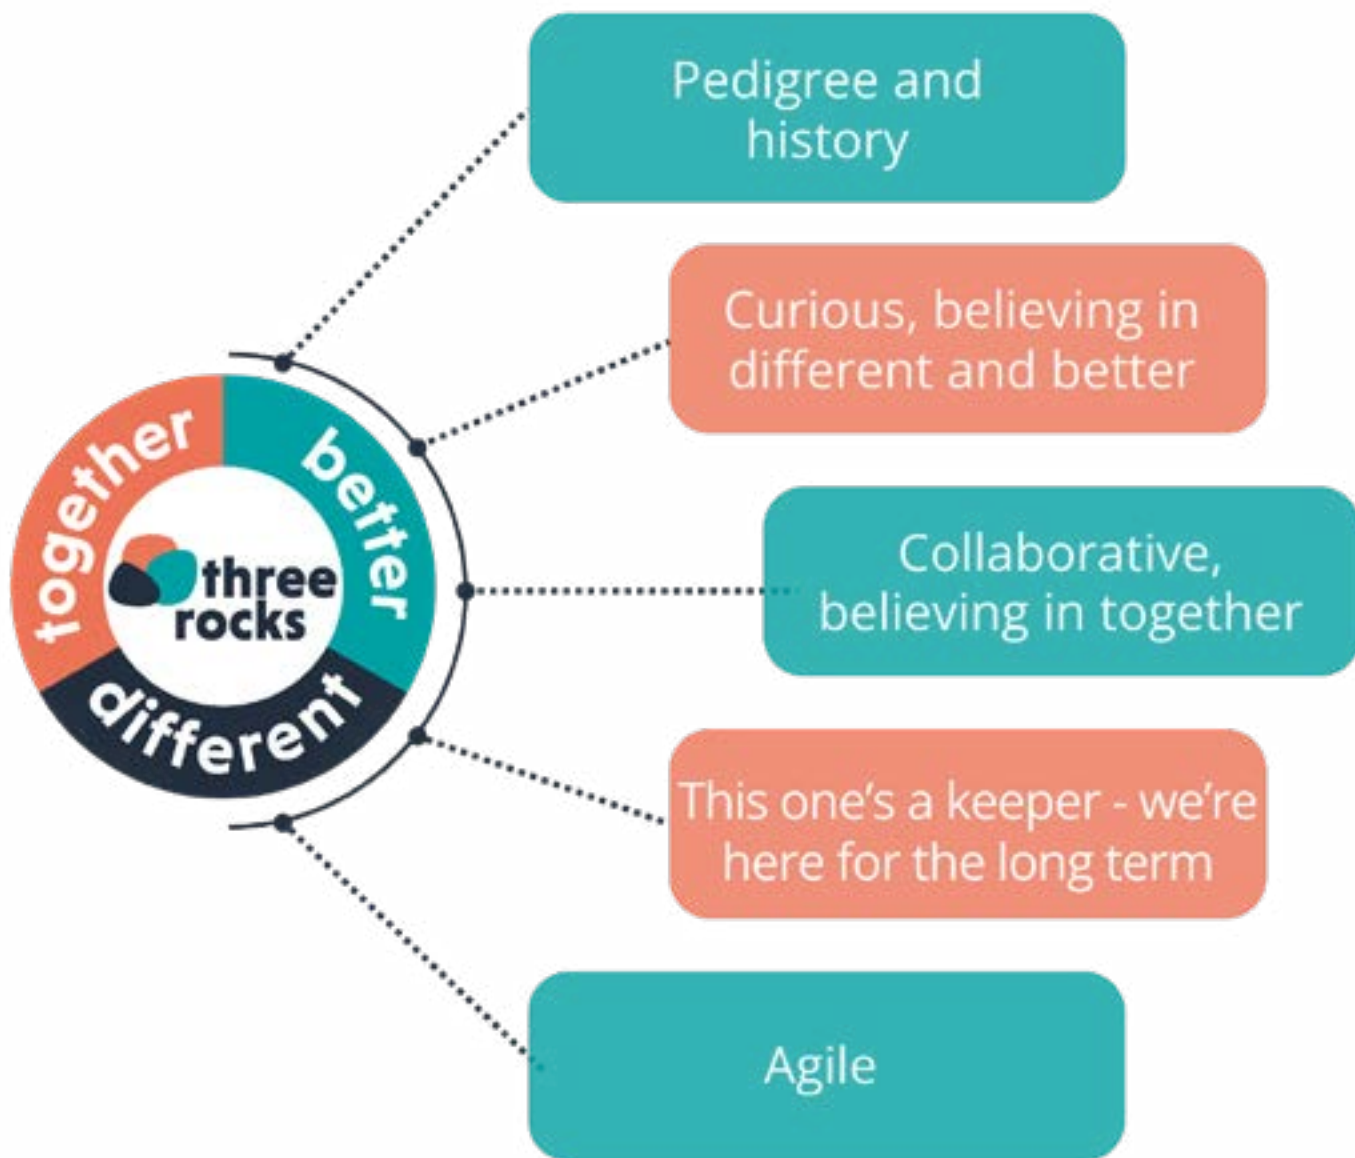 Pedigree and
history
Curious, believing in
different and better
together
better
three
rocks
different
Collaborative,
believing in together
This one's a keeper - we're
here for the long term
Agile